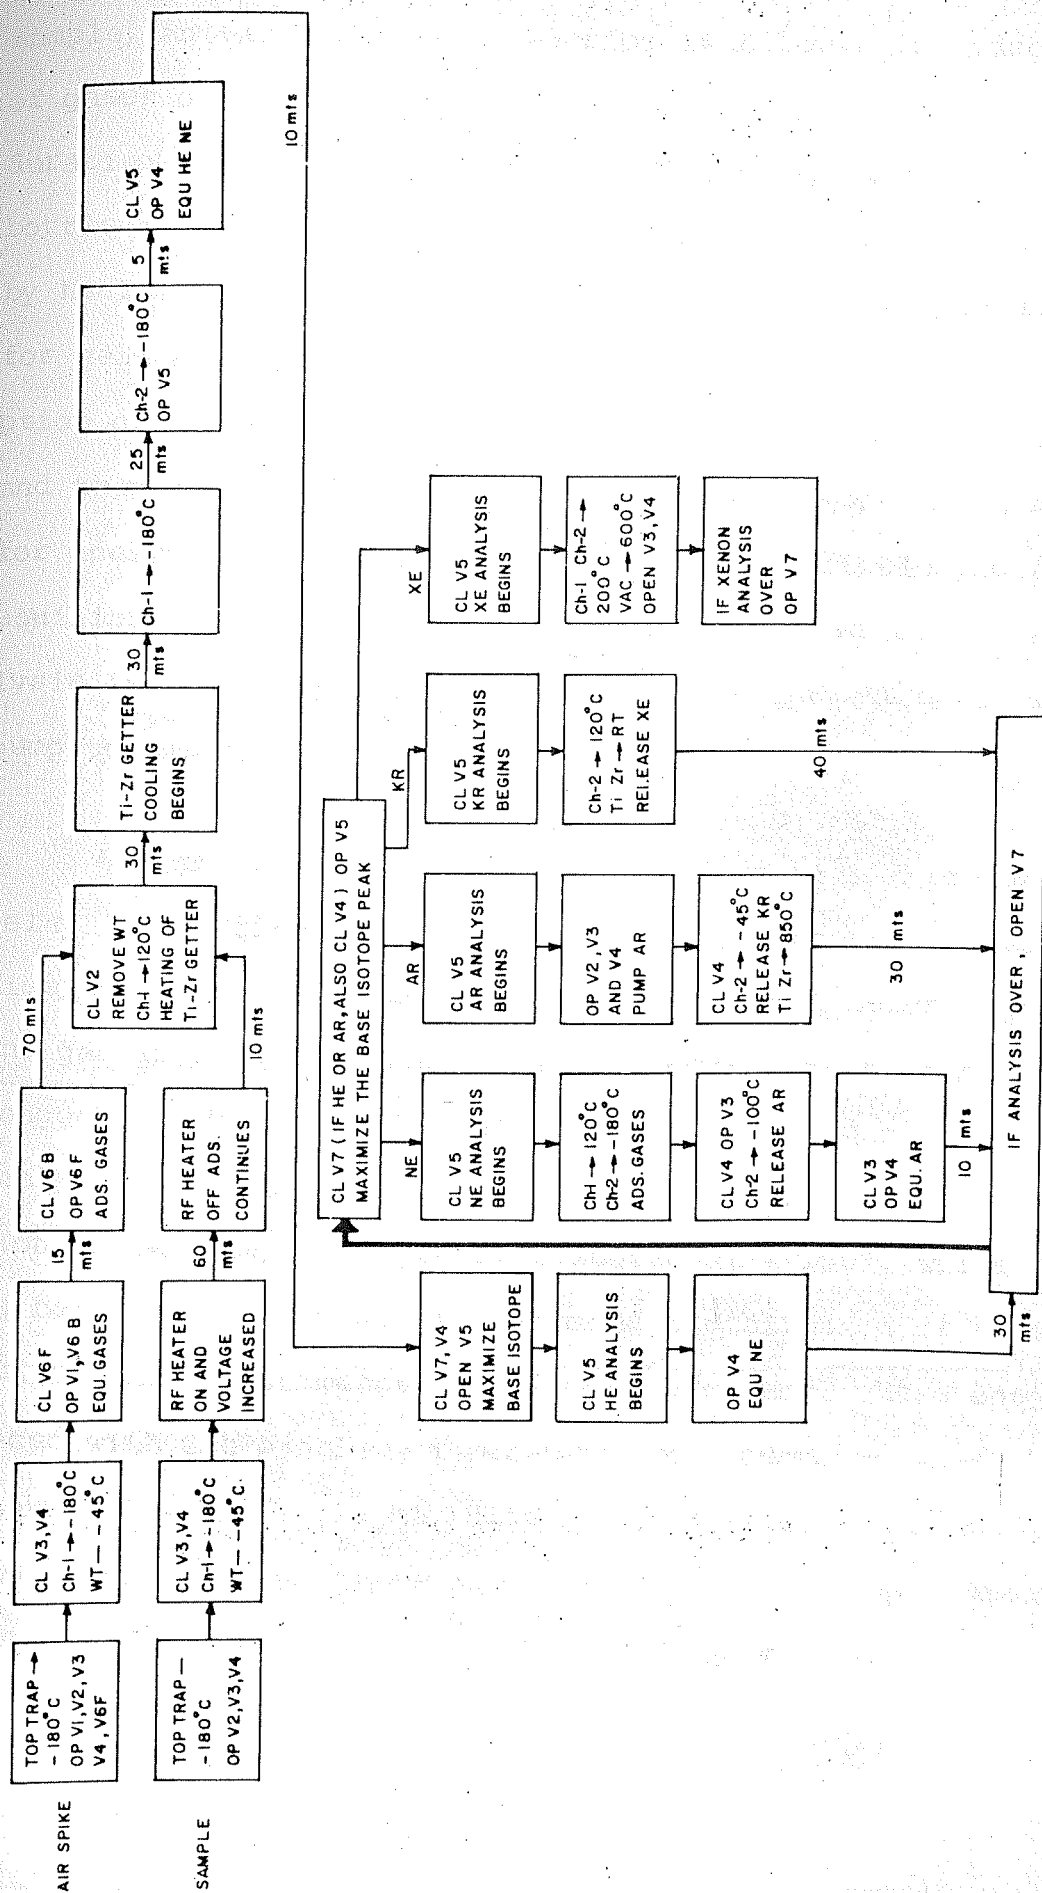 AIR SPIKE
TOP TRAP →
-180°C
OP V1, V2, V3
V4, V6F
CL V3, V4
Ch-1 → -180°C
WT — -45°C
CL V6F
OP V1, V6B
EQU. GASES
15
mts
CL V6B
OP V6F
ADS. GASES
70 mts
SAMPLE
TOP TRAP —
-180°C
OP V2, V3, V4
CL V3, V4
Ch-1 → -180°C
WT — -45°C
RF HEATER
ON AND
VOLTAGE
INCREASED
60
mts
RF HEATER
OFF ADS.
CONTINUES
10 mts
CL V2
REMOVE WT
Ch-1 → 120°C
HEATING OF
Ti-Zr GETTER
30
mts
Ti-Zr GETTER
COOLING
BEGINS
30
mts
Ch-1 → -180°C
25
mts
Ch-2 → -180°C
OP V5
5
mts
CL V5
OP V4
EQU HE NE
10 mts
CL V7, V4
OPEN V5
MAXIMIZE
BASE ISOTOPE
CL V5
HE ANALYSIS
BEGINS
OP V4
EQU NE
30
mts
CL V7 (IF HE OR AR, ALSO CL V4) OP V5
MAXIMIZE THE BASE ISOTOPE PEAK
NE
CL V5
NE ANALYSIS
BEGINS
Ch-1 → 120°C
Ch-2 → -180°C
ADS. GASES
CL V4 OP V3
Ch-2 → -100°C
RELEASE AR
CL V3
OP V4
EQU. AR
10 mts
AR
CL V5
AR ANALYSIS
BEGINS
OP V2, V3
AND V4
PUMP AR
CL V4
Ch-2 → -45°C
RELEASE KR
Ti Zr → 850°C
30 mts
KR
CL V5
KR ANALYSIS
BEGINS
Ch-2 → 120°C
Ti Zr → RT
RELEASE XE
40 mts
XE
CL V5
XE ANALYSIS
BEGINS
Ch-1 Ch-2 →
200°C
VAC → 600°C
OPEN V3, V4
IF XENON
ANALYSIS
OVER
OP V7
IF ANALYSIS OVER, OPEN V7